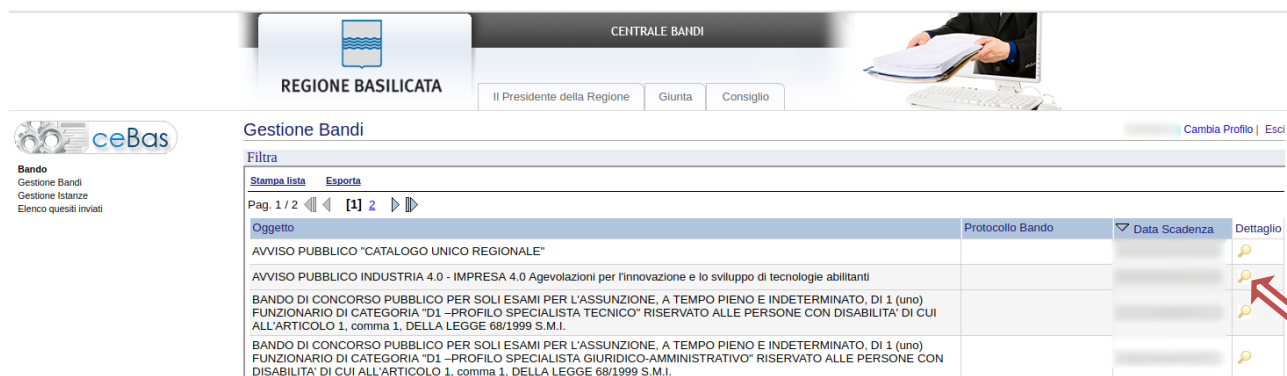 CENTRALE BANDI
REGIONE BASILICATA
Il Presidente della Regione
Giunta
Consiglio
ceBas
Gestione Bandi
Cambia Profilo | Esci
Bando
Gestione Bandi
Gestione Istanze
Elenco quesiti inviati
Filtra
Stampa lista Esporta
Pag. 1 / 2 [1] 2
Oggetto Protocollo Bando Data Scadenza Dettaglio
AVVISO PUBBLICO "CATALOGO UNICO REGIONALE"
AVVISO PUBBLICO INDUSTRIA 4.0 - IMPRESA 4.0 Agevolazioni per l'innovazione e lo sviluppo di tecnologie abilitanti
BANDO DI CONCORSO PUBBLICO PER SOLI ESAMI PER L'ASSUNZIONE, A TEMPO PIENO E INDETERMINATO, DI 1 (uno)
FUNZIONARIO DI CATEGORIA "D1 –PROFILO SPECIALISTA TECNICO" RISERVATO ALLE PERSONE CON DISABILITA' DI CUI
ALL'ARTICOLO 1, comma 1, DELLA LEGGE 68/1999 S.M.I.
BANDO DI CONCORSO PUBBLICO PER SOLI ESAMI PER L'ASSUNZIONE, A TEMPO PIENO E INDETERMINATO, DI 1 (uno)
FUNZIONARIO DI CATEGORIA "D1 –PROFILO SPECIALISTA GIURIDICO-AMMINISTRATIVO" RISERVATO ALLE PERSONE CON
DISABILITA' DI CUI ALL'ARTICOLO 1, comma 1, DELLA LEGGE 68/1999 S.M.I.